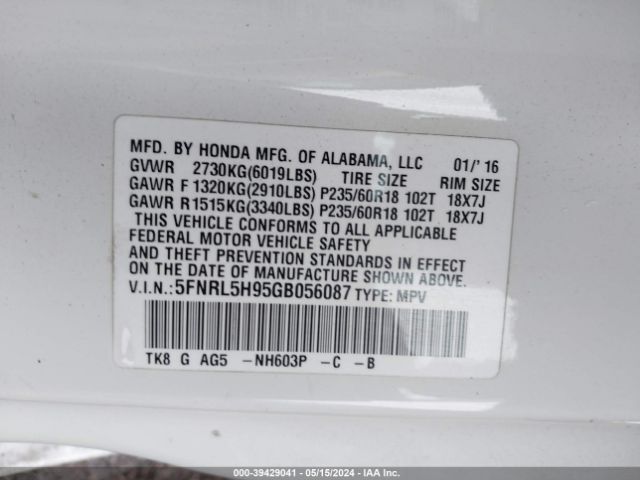 MFD. BY HONDA MFG. OF ALABAMA, LLC 01/'16
GVWR 2730KG(6019LBS) TIRE SIZE RIM SIZE
GAWR F 1320KG(2910LBS) P235/60R18 102T 18X7J
GAWR R 1515KG(3340LBS) P235/60R18 102T 18X7J
THIS VEHICLE CONFORMS TO ALL APPLICABLE
FEDERAL MOTOR VEHICLE SAFETY
AND THEFT PREVENTION STANDARDS IN EFFECT
ON THE DATE OF MANUFACTURE SHOWN ABOVE.
V.I.N.: 5FNRL5H95GB056087 TYPE: MPV
TK8 G AG5 -NH603P -C -B
000-39429041 - 05/15/2024 - IAAI.COM